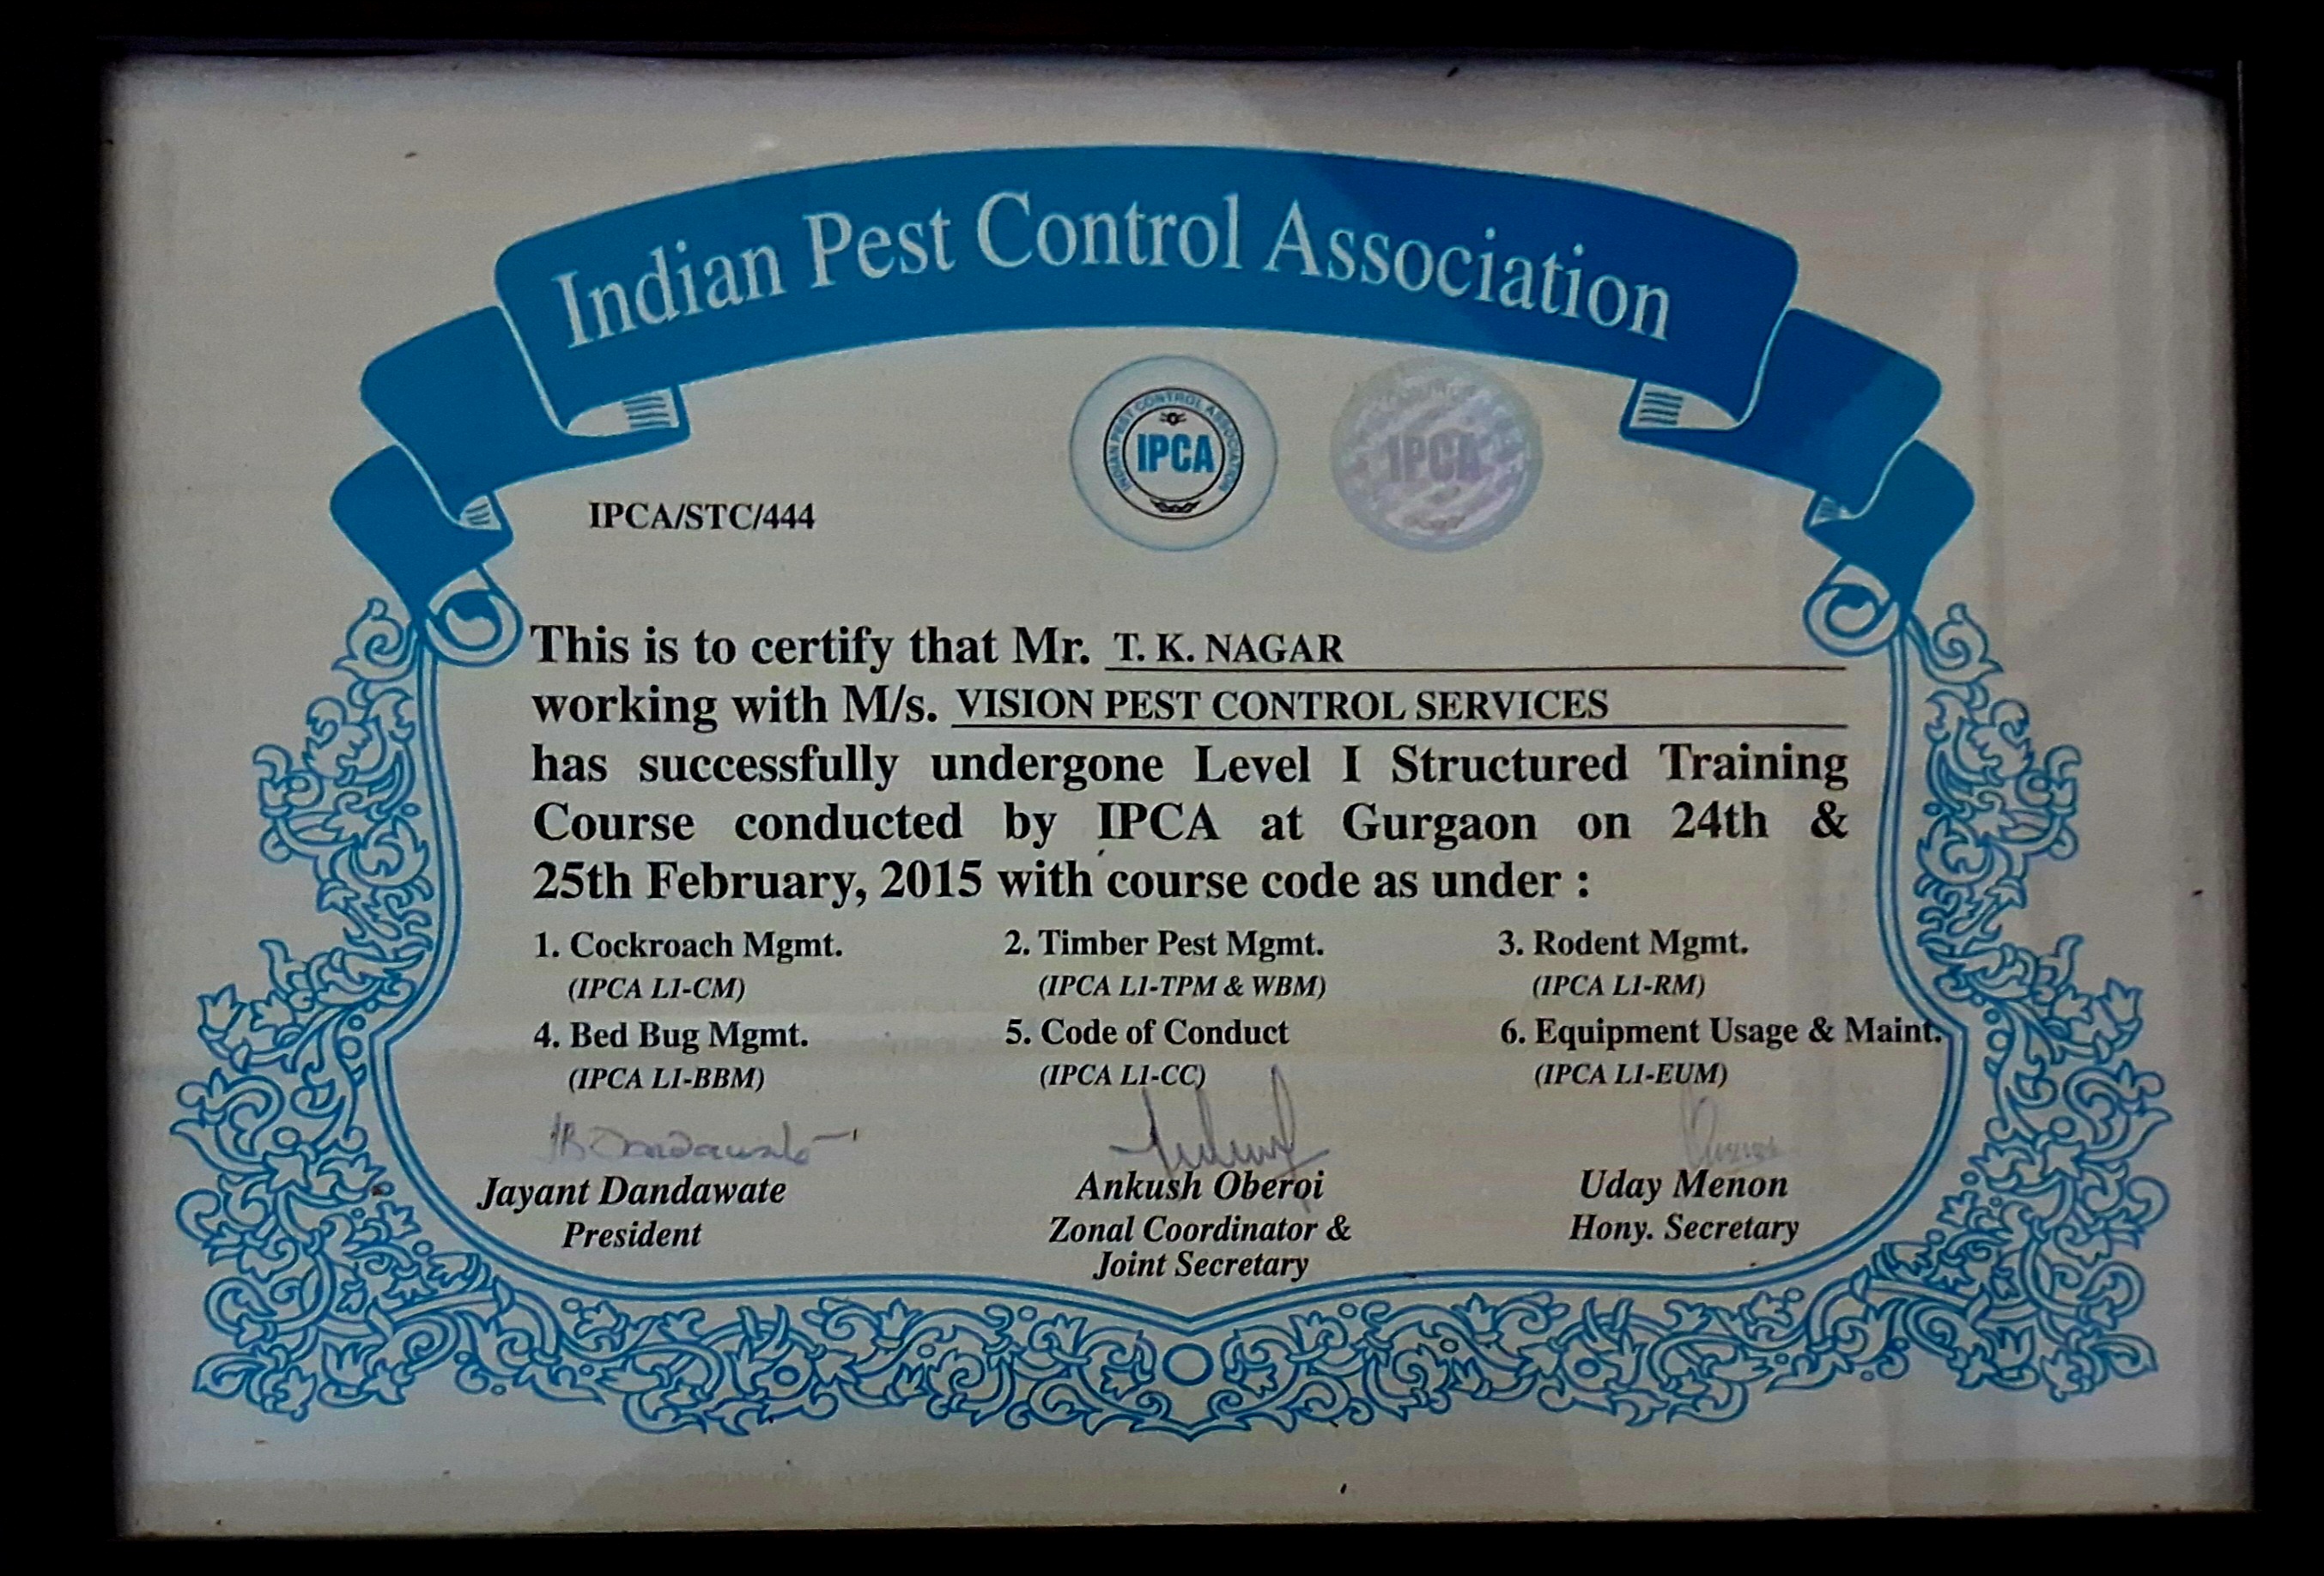 Indian Pest Control Association
INDIAN PEST CONTROL ASSOCIATION
IPCA
IPCA
IPCA/STC/444
This is to certify that Mr. T. K. NAGAR
working with M/s. VISION PEST CONTROL SERVICES
has successfully undergone Level I Structured Training
Course conducted by IPCA at Gurgaon on 24th &
25th February, 2015 with course code as under :
1. Cockroach Mgmt. 2. Timber Pest Mgmt. 3. Rodent Mgmt.
(IPCA L1-CM) (IPCA L1-TPM & WBM) (IPCA L1-RM)
4. Bed Bug Mgmt. 5. Code of Conduct 6. Equipment Usage & Maint.
(IPCA L1-BBM) (IPCA L1-CC) (IPCA L1-EUM)
Jayant Dandawate Ankush Oberoi Uday Menon
President Zonal Coordinator & Hony. Secretary
Joint Secretary